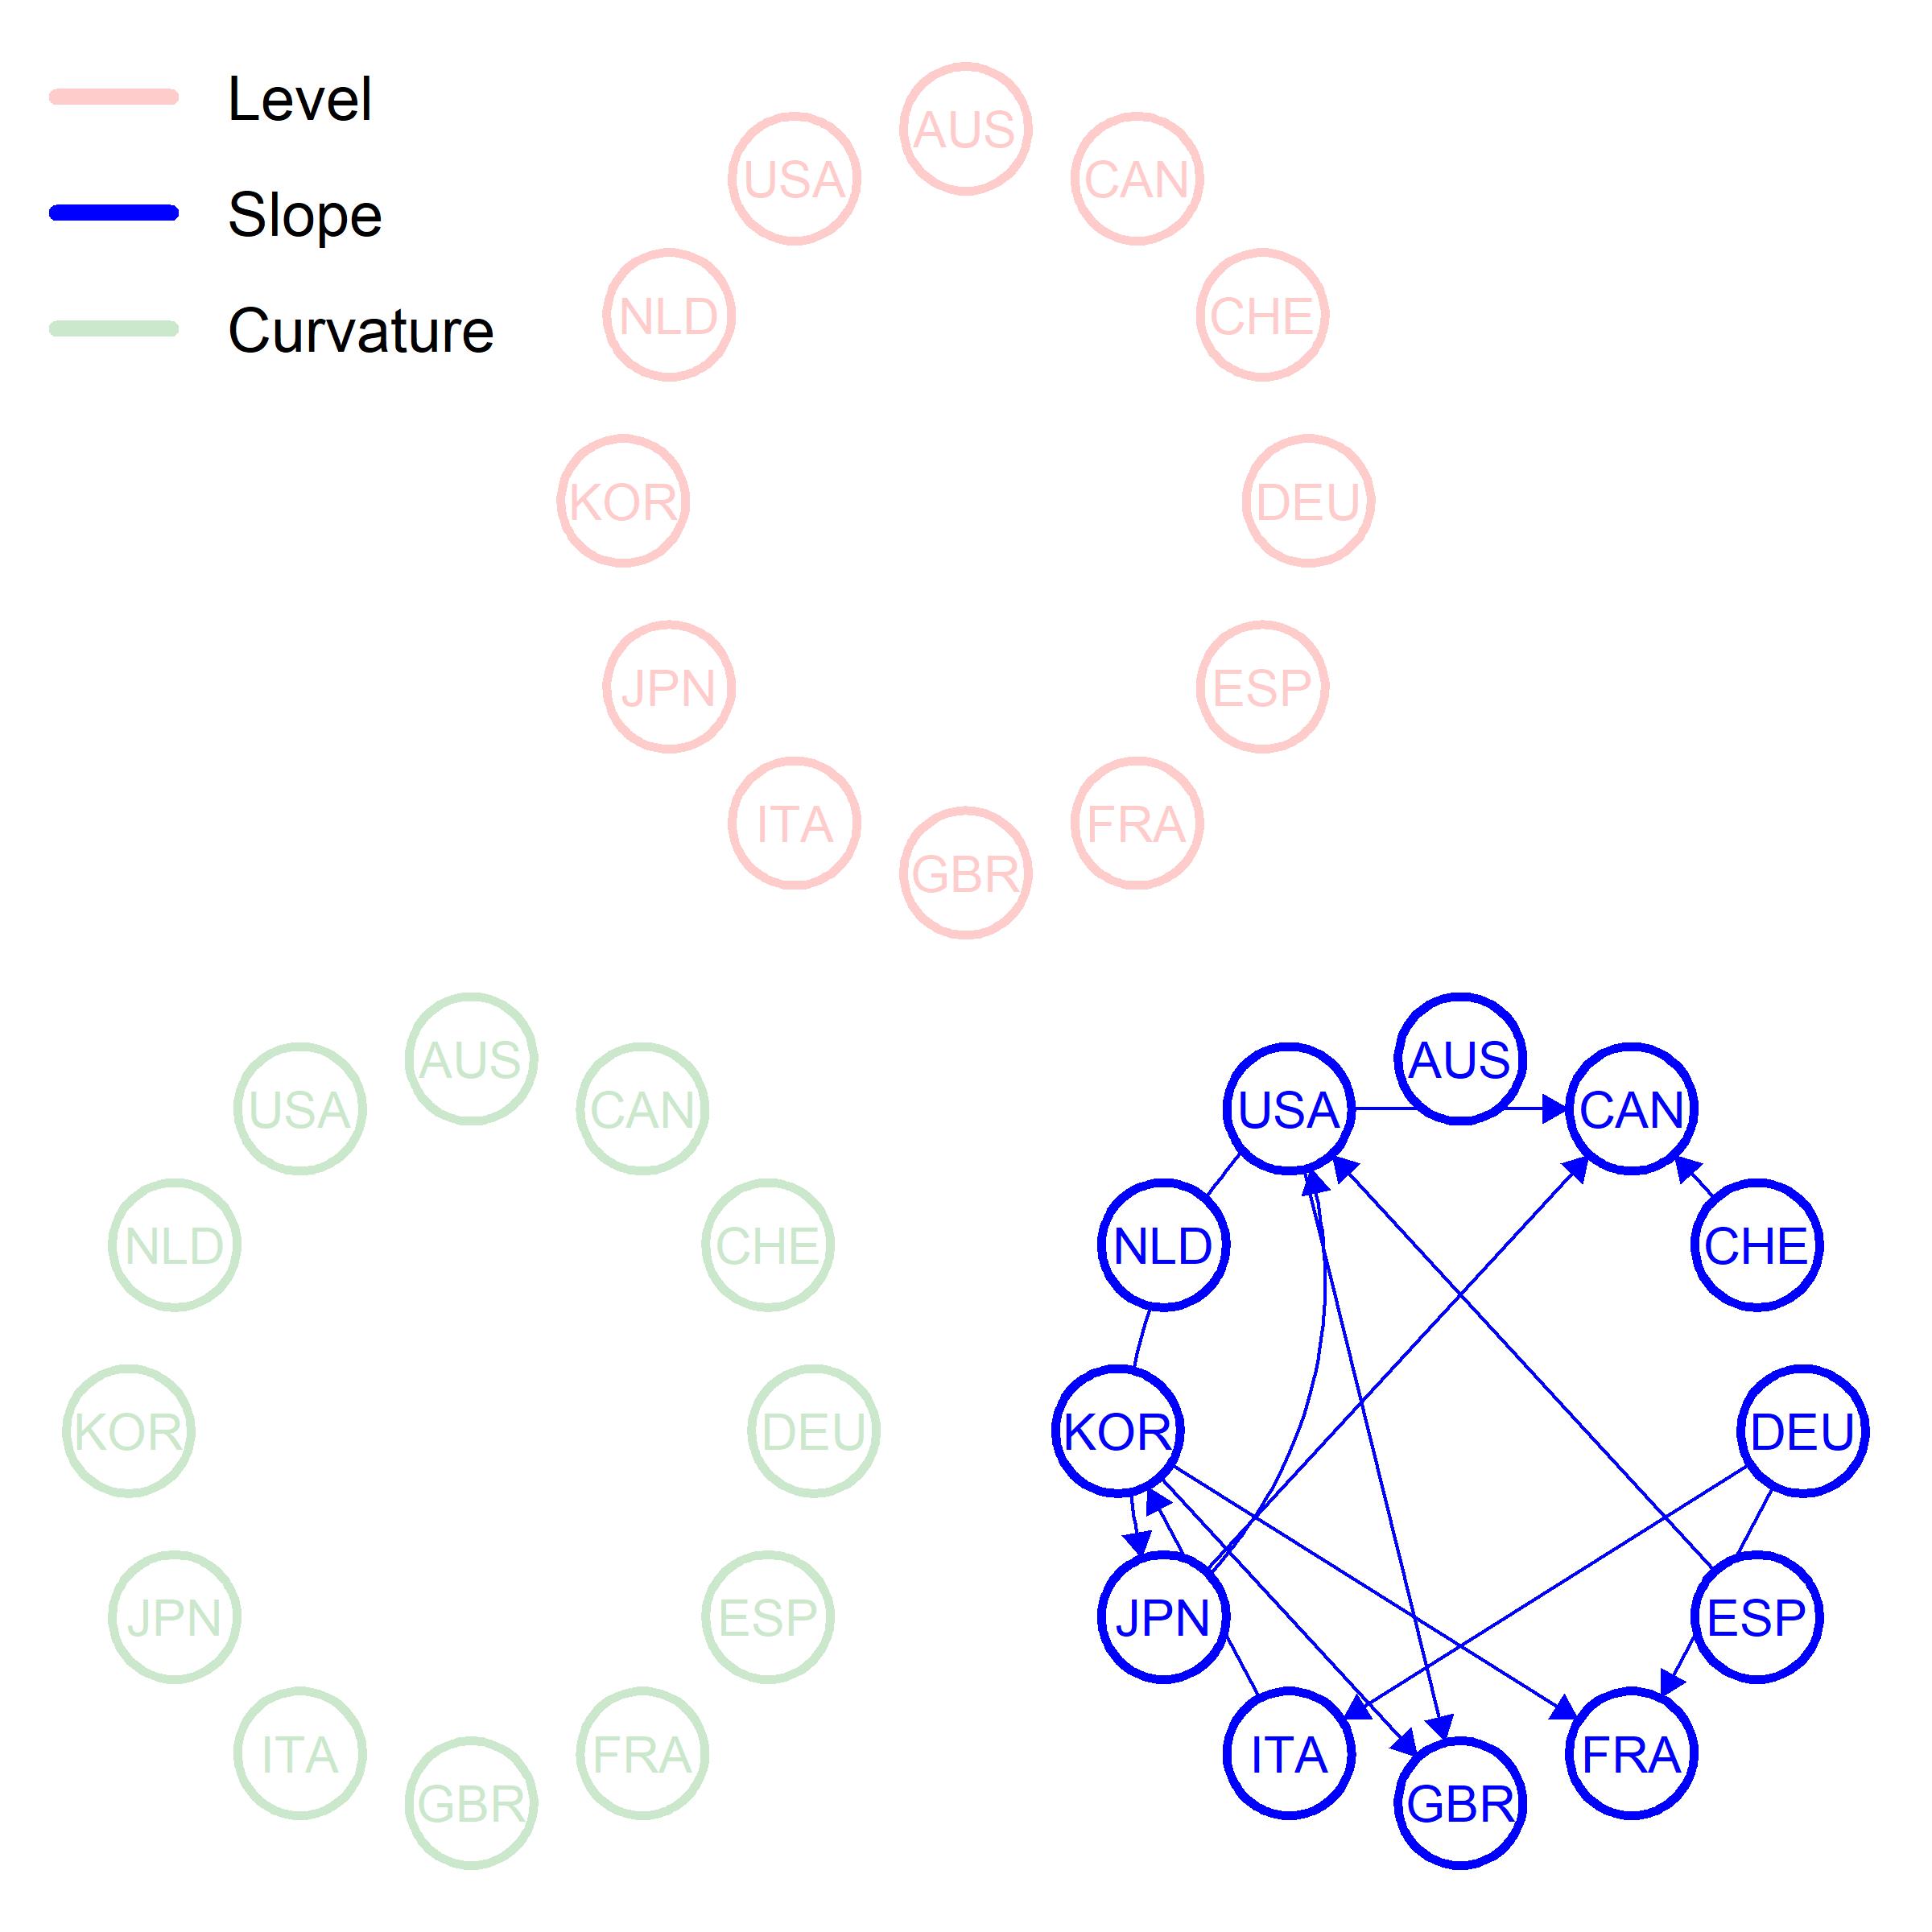 Level
Slope
Curvature
AUS
USA
CAN
NLD
CHE
KOR
DEU
JPN
ESP
ITA
FRA
GBR
AUS
USA
CAN
NLD
CHE
KOR
DEU
JPN
ESP
ITA
FRA
GBR
AUS
USA
CAN
NLD
CHE
KOR
DEU
JPN
ESP
ITA
FRA
GBR